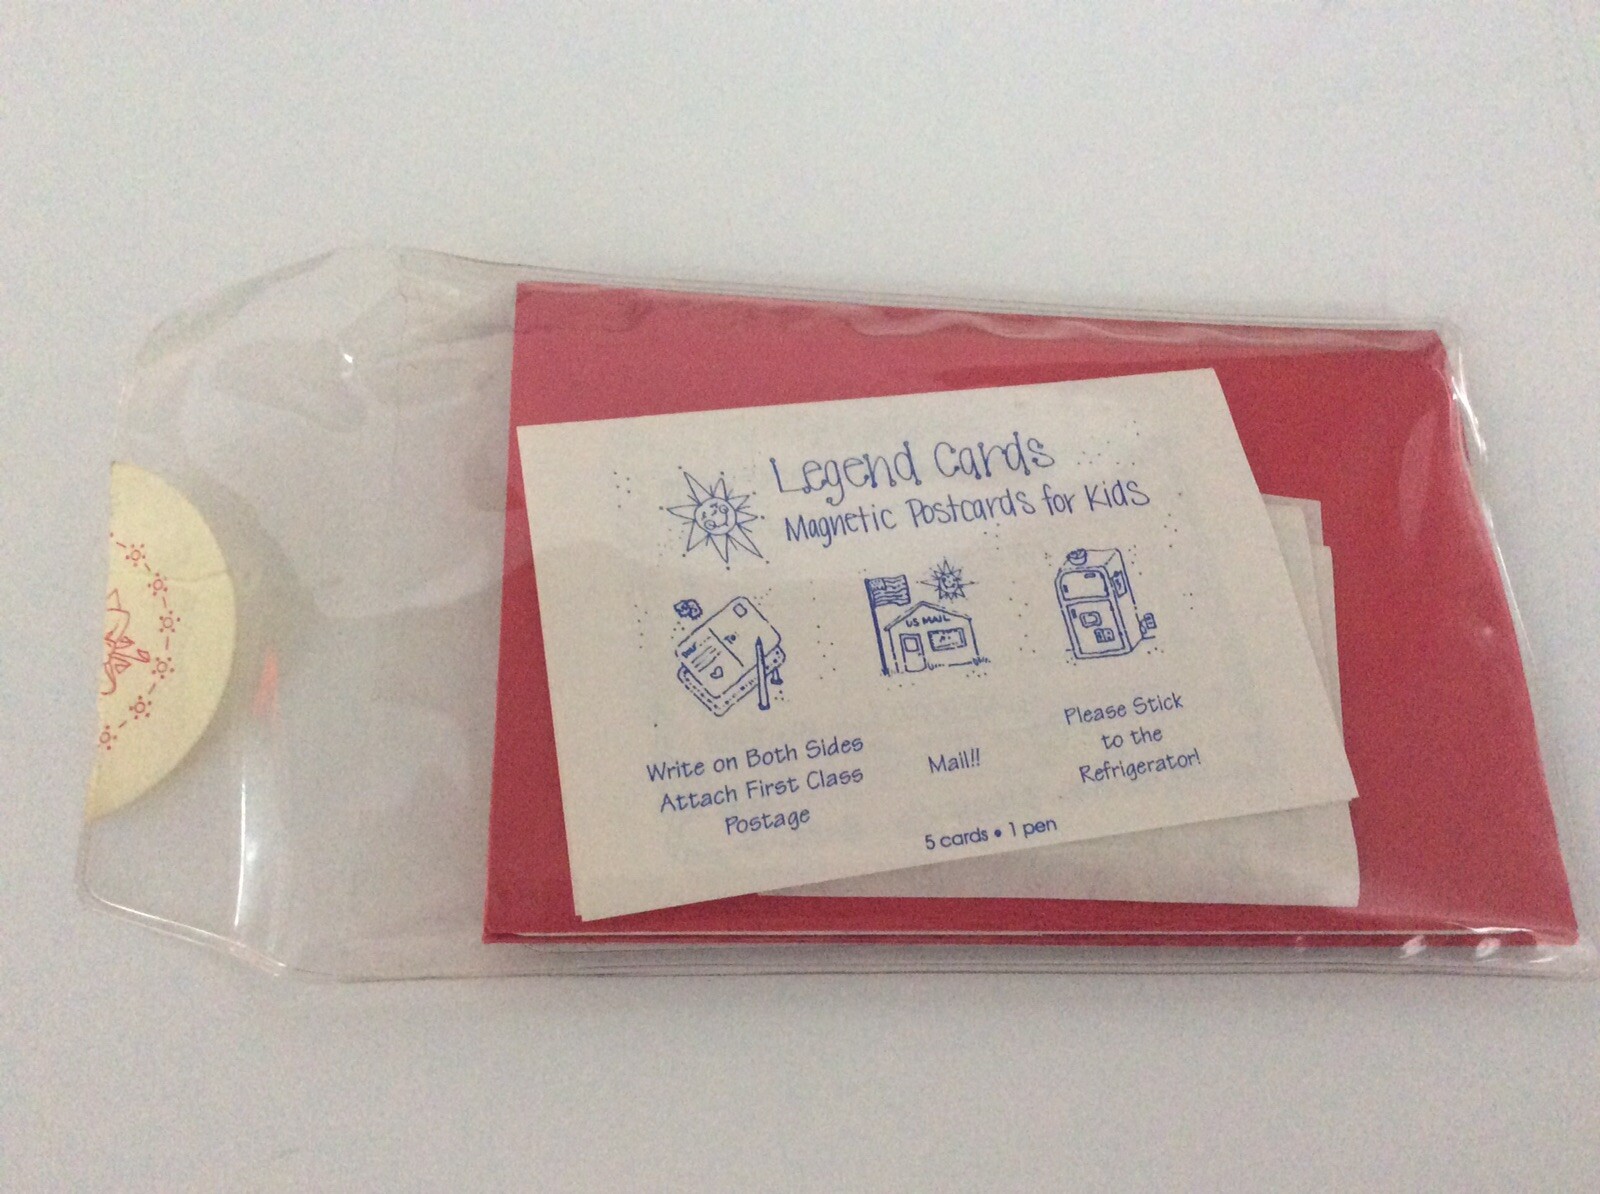 Legend Cards
Magnetic Postcards for Kids
US MAIL
Write on Both Sides
Attach First Class
Postage
Mail!!
Please Stick
to the
Refrigerator!
5 cards • 1 pen